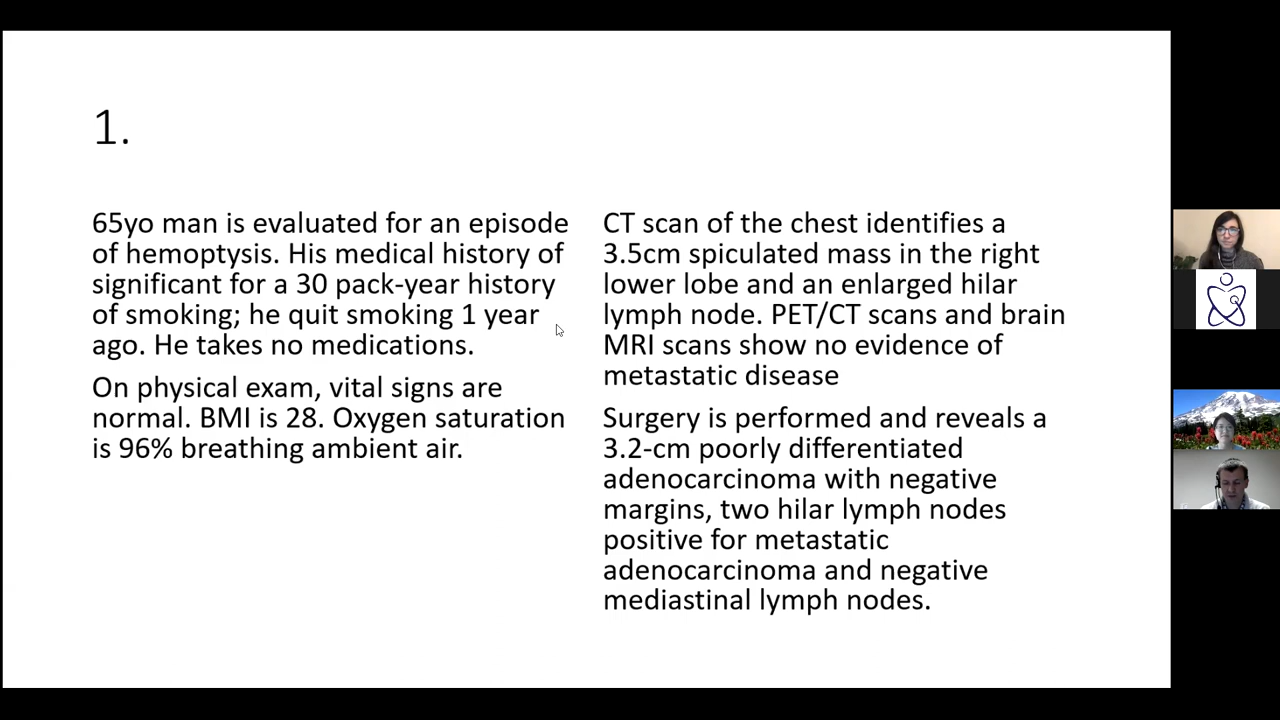 1.
65yo man is evaluated for an episode
of hemoptysis. His medical history of
significant for a 30 pack-year history
of smoking; he quit smoking 1 year
ago. He takes no medications.
On physical exam, vital signs are
normal. BMI is 28. Oxygen saturation
is 96% breathing ambient air.
CT scan of the chest identifies a
3.5cm spiculated mass in the right
lower lobe and an enlarged hilar
lymph node. PET/CT scans and brain
MRI scans show no evidence of
metastatic disease
Surgery is performed and reveals a
3.2-cm poorly differentiated
adenocarcinoma with negative
margins, two hilar lymph nodes
positive for metastatic
adenocarcinoma and negative
mediastinal lymph nodes.